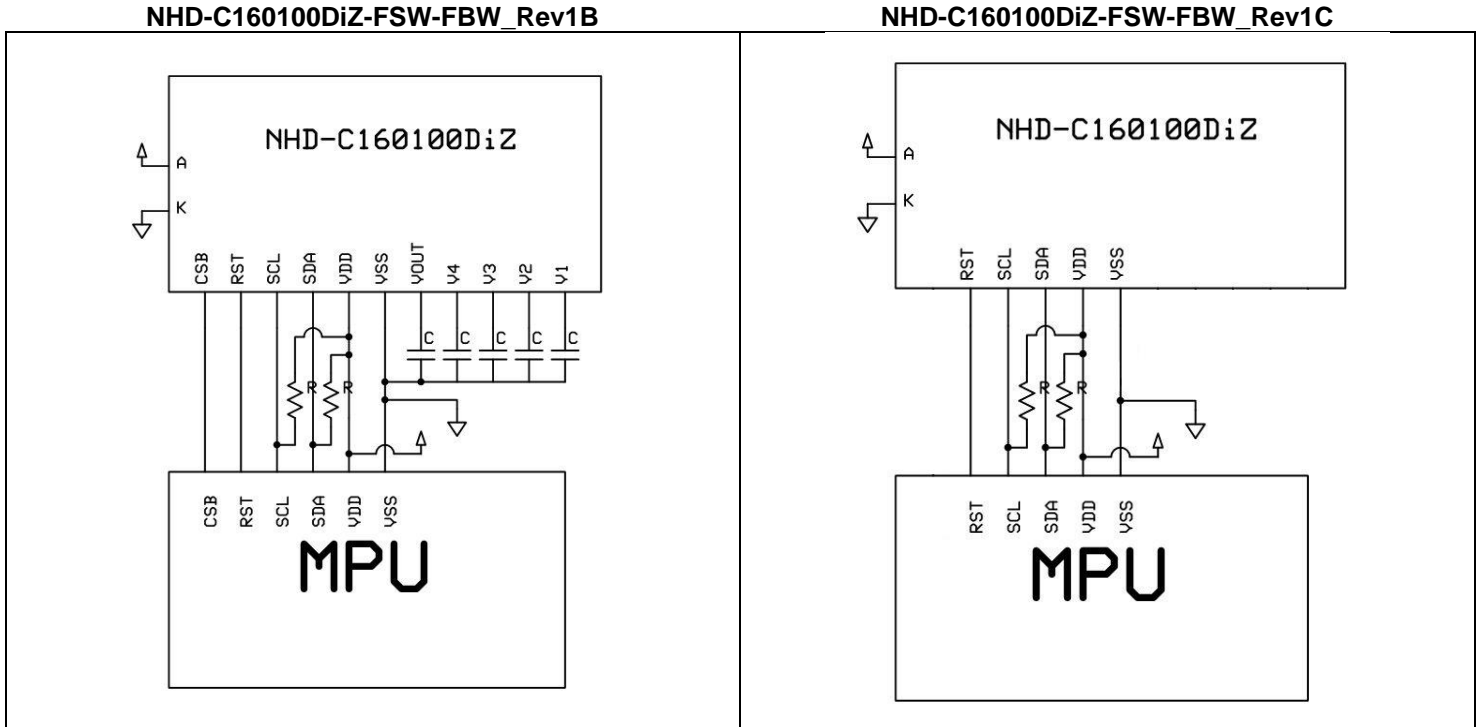 NHD-C160100DiZ-FSW-FBW_Rev1B
NHD-C160100DiZ
A
K
CSB RST SCL SDA VDD VSS VOUT V4 V3 V2 V1
C C C C C
R R
CSB RST SCL SDA VDD VSS
MPU
NHD-C160100DiZ-FSW-FBW_Rev1C
NHD-C160100DiZ
A
K
RST SCL SDA VDD VSS
R R
RST SCL SDA VDD VSS
MPU